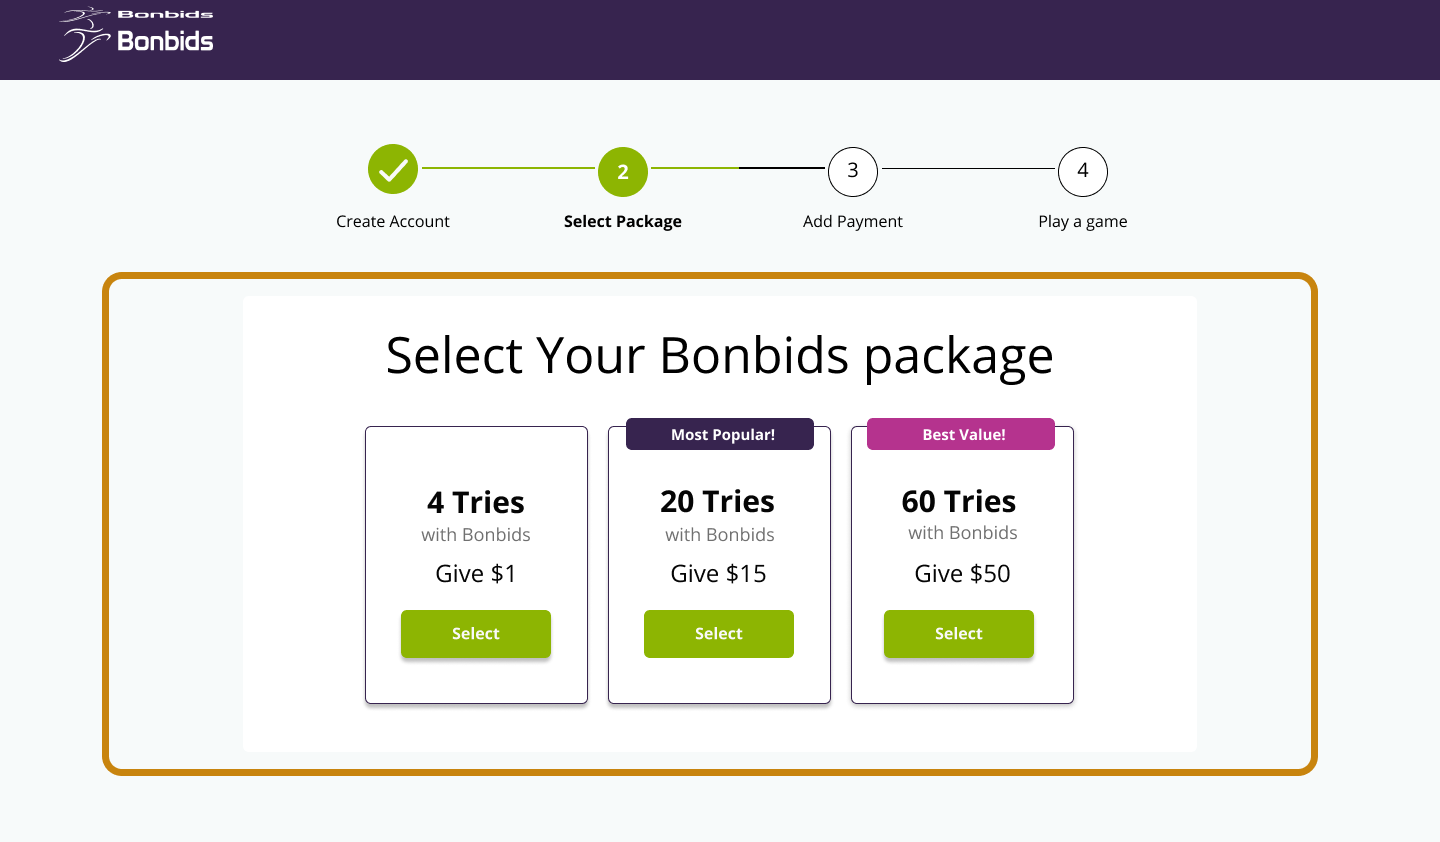 Bonbids
Bonbids
2
3
4
Create Account
Select Package
Add Payment
Play a game
Select Your Bonbids package
Most Popular!
Best Value!
4 Tries
with Bonbids
Give $1
Select
20 Tries
with Bonbids
Give $15
Select
60 Tries
with Bonbids
Give $50
Select